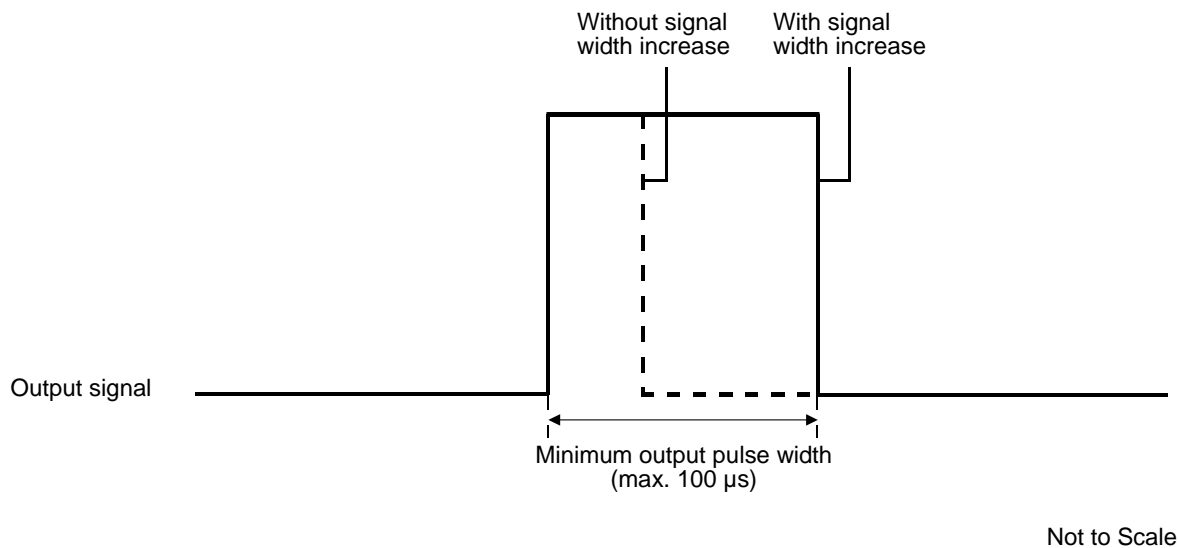 Without signal
width increase
With signal
width increase
Output signal
Minimum output pulse width
(max. 100 µs)
Not to Scale